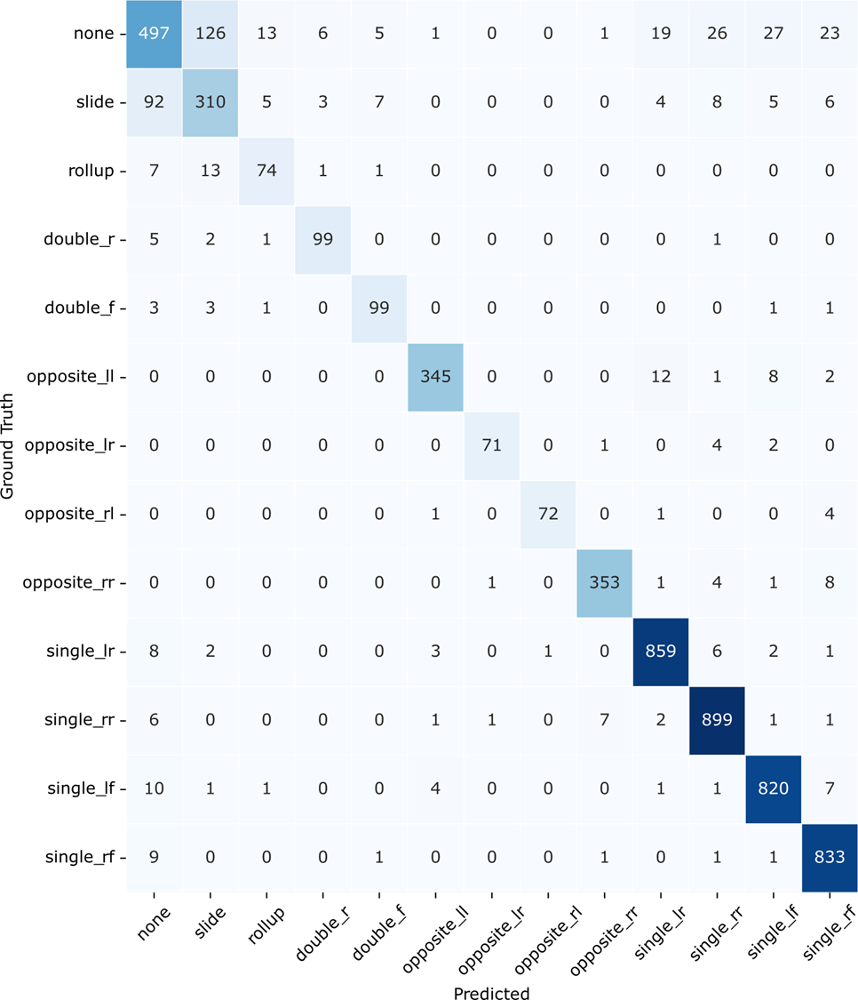 none 497 126 13 6 5 1 0 0 1 19 26 27 23
slide 92 310 5 3 7 0 0 0 0 4 8 5 6
rollup 7 13 74 1 1 0 0 0 0 0 0 0 0
double_r 5 2 1 99 0 0 0 0 0 0 1 0 0
double_f 3 3 1 0 99 0 0 0 0 0 0 1 1
opposite_ll 0 0 0 0 0 345 0 0 0 12 1 8 2
Ground Truth
opposite_lr 0 0 0 0 0 0 71 0 1 0 4 2 0
opposite_rl 0 0 0 0 0 1 0 72 0 1 0 0 4
opposite_rr 0 0 0 0 0 0 1 0 353 1 4 1 8
single_lr 8 2 0 0 0 3 0 1 0 859 6 2 1
single_rr 6 0 0 0 0 1 1 0 7 2 899 1 1
single_lf 10 1 1 0 0 4 0 0 0 1 1 820 7
single_rf 9 0 0 0 1 0 0 0 1 0 1 1 833
none slide rollup double_r double_f opposite_ll opposite_lr opposite_rl opposite_rr single_lr single_rr single_lf single_rf
Predicted